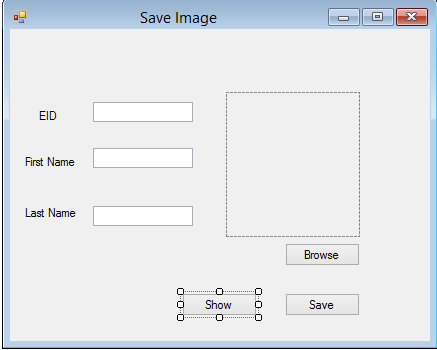 Save Image
EID
First Name
Last Name
Browse
Show
Save